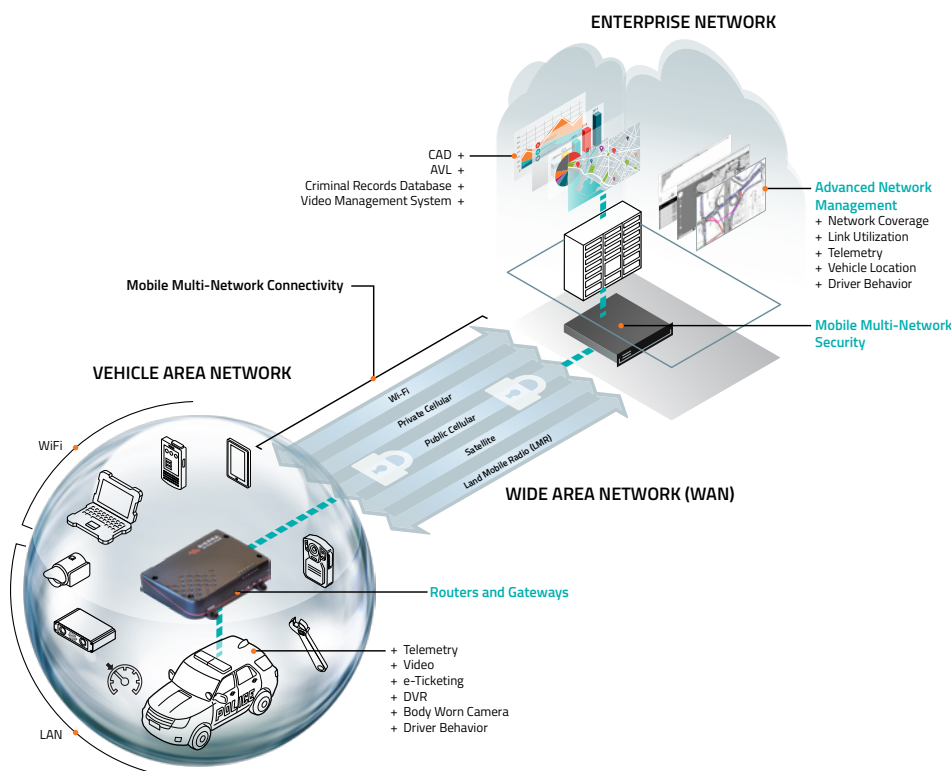 ENTERPRISE NETWORK
CAD +
AVL +
Criminal Records Database +
Video Management System +
Advanced Network
Management
+ Network Coverage
+ Link Utilization
+ Telemetry
+ Vehicle Location
+ Driver Behavior
Mobile Multi-Network Connectivity
Mobile Multi-Network
Security
VEHICLE AREA NETWORK
Wi-Fi
Private Cellular
Public Cellular
Satellite
Land Mobile Radio (LMR)
WiFi
WIDE AREA NETWORK (WAN)
Routers and Gateways
+ Telemetry
+ Video
+ e-Ticketing
+ DVR
+ Body Worn Camera
+ Driver Behavior
POLICE
LAN